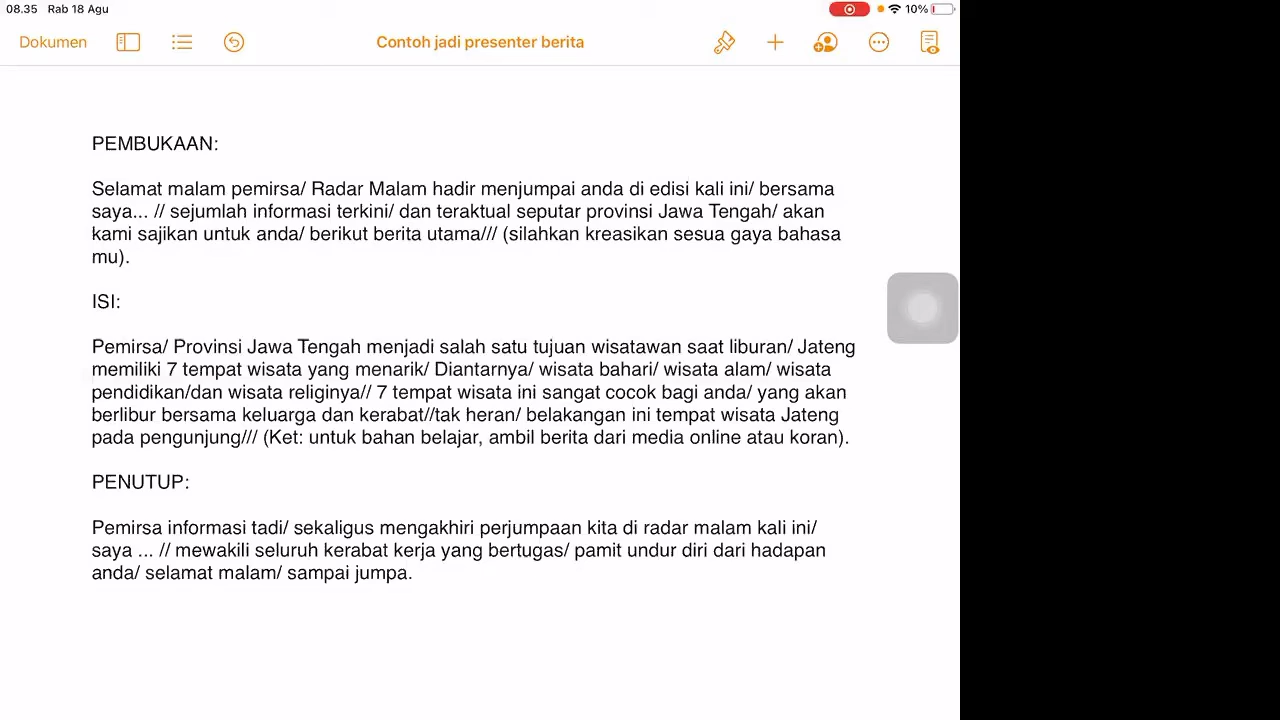 08.35 Rab 18 Agu
10%
Dokumen
Contoh jadi presenter berita
PEMBUKAAN:
Selamat malam pemirsa/ Radar Malam hadir menjumpai anda di edisi kali ini/ bersama
saya... // sejumlah informasi terkini/ dan teraktual seputar provinsi Jawa Tengah/ akan
kami sajikan untuk anda/ berikut berita utama/// (silahkan kreasikan sesua gaya bahasa
mu).
ISI:
Pemirsa/ Provinsi Jawa Tengah menjadi salah satu tujuan wisatawan saat liburan/ Jateng
memiliki 7 tempat wisata yang menarik/ Diantarnya/ wisata bahari/ wisata alam/ wisata
pendidikan/dan wisata religinya// 7 tempat wisata ini sangat cocok bagi anda/ yang akan
berlibur bersama keluarga dan kerabat//tak heran/ belakangan ini tempat wisata Jateng
pada pengunjung/// (Ket: untuk bahan belajar, ambil berita dari media online atau koran).
PENUTUP:
Pemirsa informasi tadi/ sekaligus mengakhiri perjumpaan kita di radar malam kali ini/
saya ... // mewakili seluruh kerabat kerja yang bertugas/ pamit undur diri dari hadapan
anda/ selamat malam/ sampai jumpa.